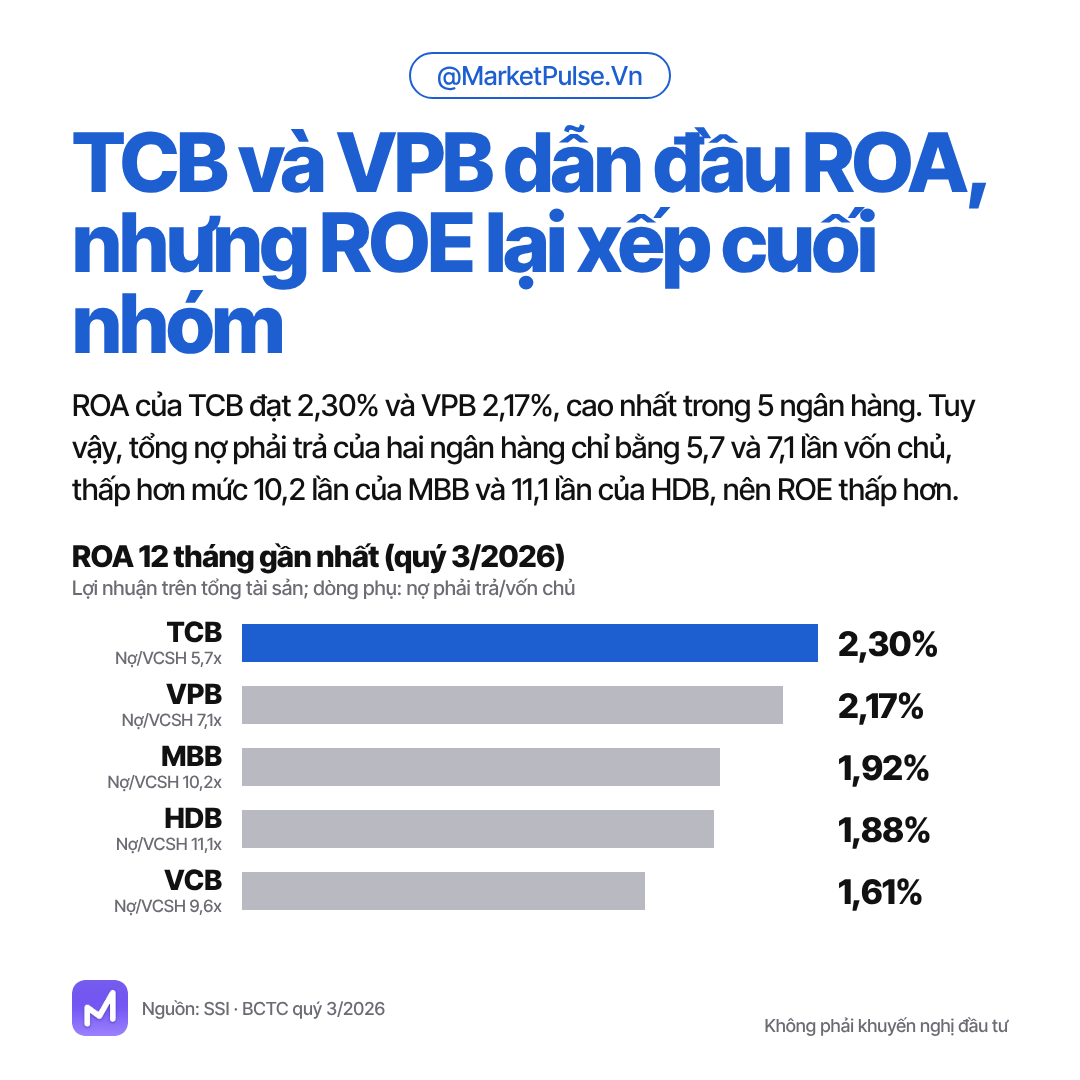 @MarketPulse.Vn
TCB và VPB dẫn đầu ROA,
nhưng ROE lại xếp cuối
nhóm
ROA của TCB đạt 2,30% và VPB 2,17%, cao nhất trong 5 ngân hàng. Tuy
vậy, tổng nợ phải trả của hai ngân hàng chỉ bằng 5,7 và 7,1 lần vốn chủ,
thấp hơn mức 10,2 lần của MBB và 11,1 lần của HDB, nên ROE thấp hơn.
ROA 12 tháng gần nhất (quý 3/2026)
Lợi nhuận trên tổng tài sản; dòng phụ: nợ phải trả/vốn chủ
TCB
Nợ/VCSH 5,7x
2,30%
VPB
Nợ/VCSH 7,1x
2,17%
MBB
Nợ/VCSH 10,2x
1,92%
HDB
Nợ/VCSH 11,1x
1,88%
VCB
Nợ/VCSH 9,6x
1,61%
Nguồn: SSI · BCTC quý 3/2026
Không phải khuyến nghị đầu tư